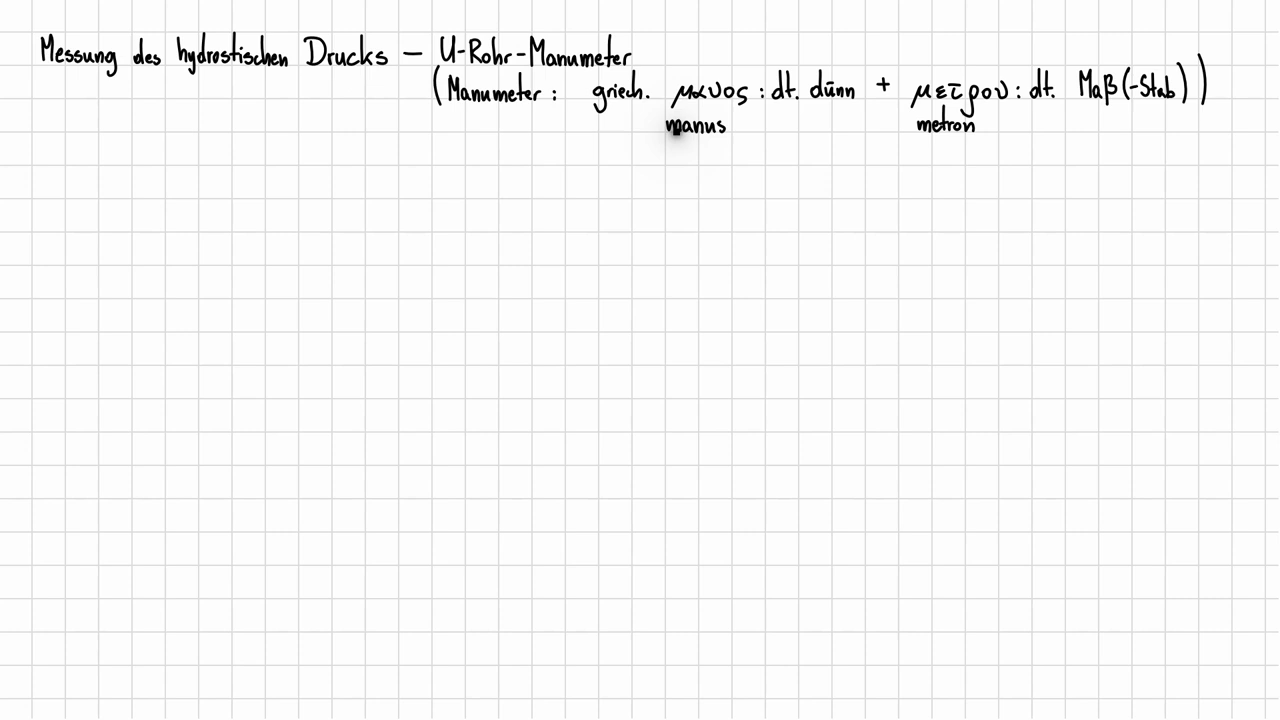 Messung des hydrostischen Drucks – U-Rohr-Manumeter
(Manumeter: griech. μανος: dt. dünn + μετρον: dt. Maß(-Stab))
manus metron